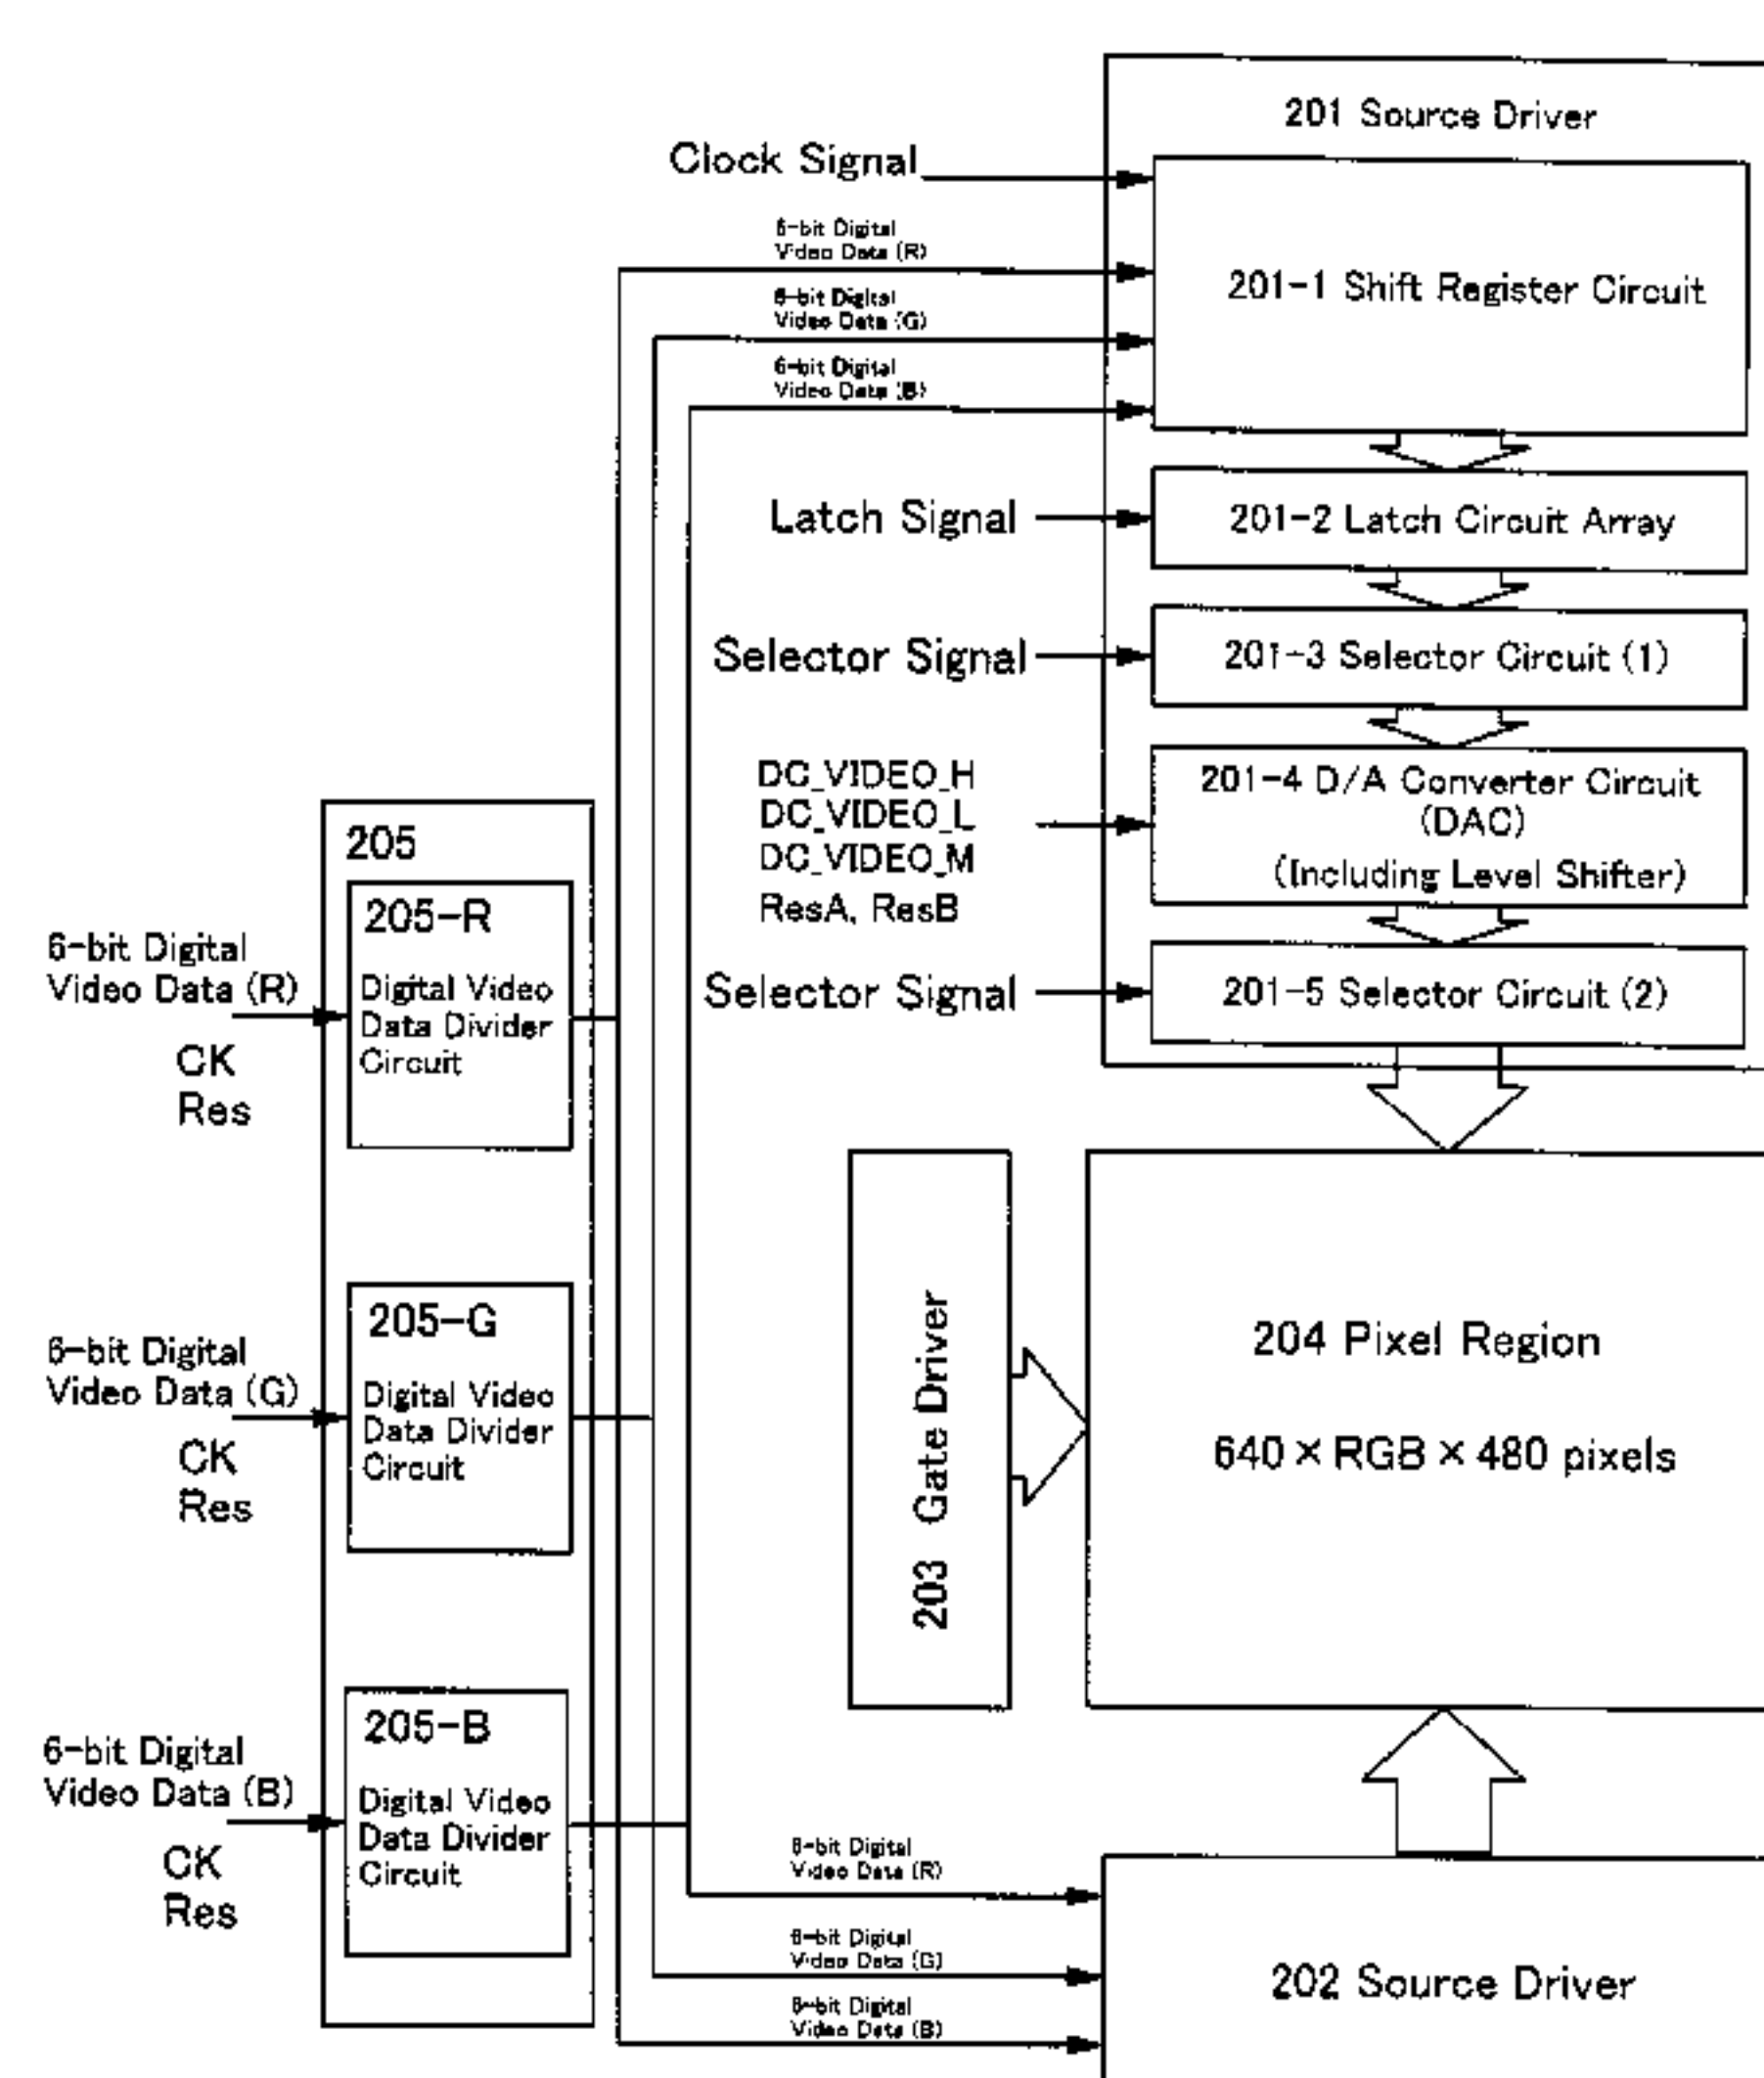 201 Source Driver
Clock Signal
6-bit Digital
Video Data (R)
6-bit Digital
Video Data (G)
6-bit Digital
Video Data (B)
201-1 Shift Register Circuit
Latch Signal
201-2 Latch Circuit Array
Selector Signal
201-3 Selector Circuit (1)
DC_VIDEO_H
DC_VIDEO_L
DC_VIDEO_M
ResA, ResB
201-4 D/A Converter Circuit
(DAC)
(Including Level Shifter)
Selector Signal
201-5 Selector Circuit (2)
205
205-R
Digital Video
Data Divider
Circuit
6-bit Digital
Video Data (R)
CK
Res
205-G
Digital Video
Data Divider
Circuit
6-bit Digital
Video Data (G)
CK
Res
205-B
Digital Video
Data Divider
Circuit
6-bit Digital
Video Data (B)
CK
Res
203 Gate Driver
204 Pixel Region
640 × RGB × 480 pixels
6-bit Digital
Video Data (R)
6-bit Digital
Video Data (G)
6-bit Digital
Video Data (B)
202 Source Driver